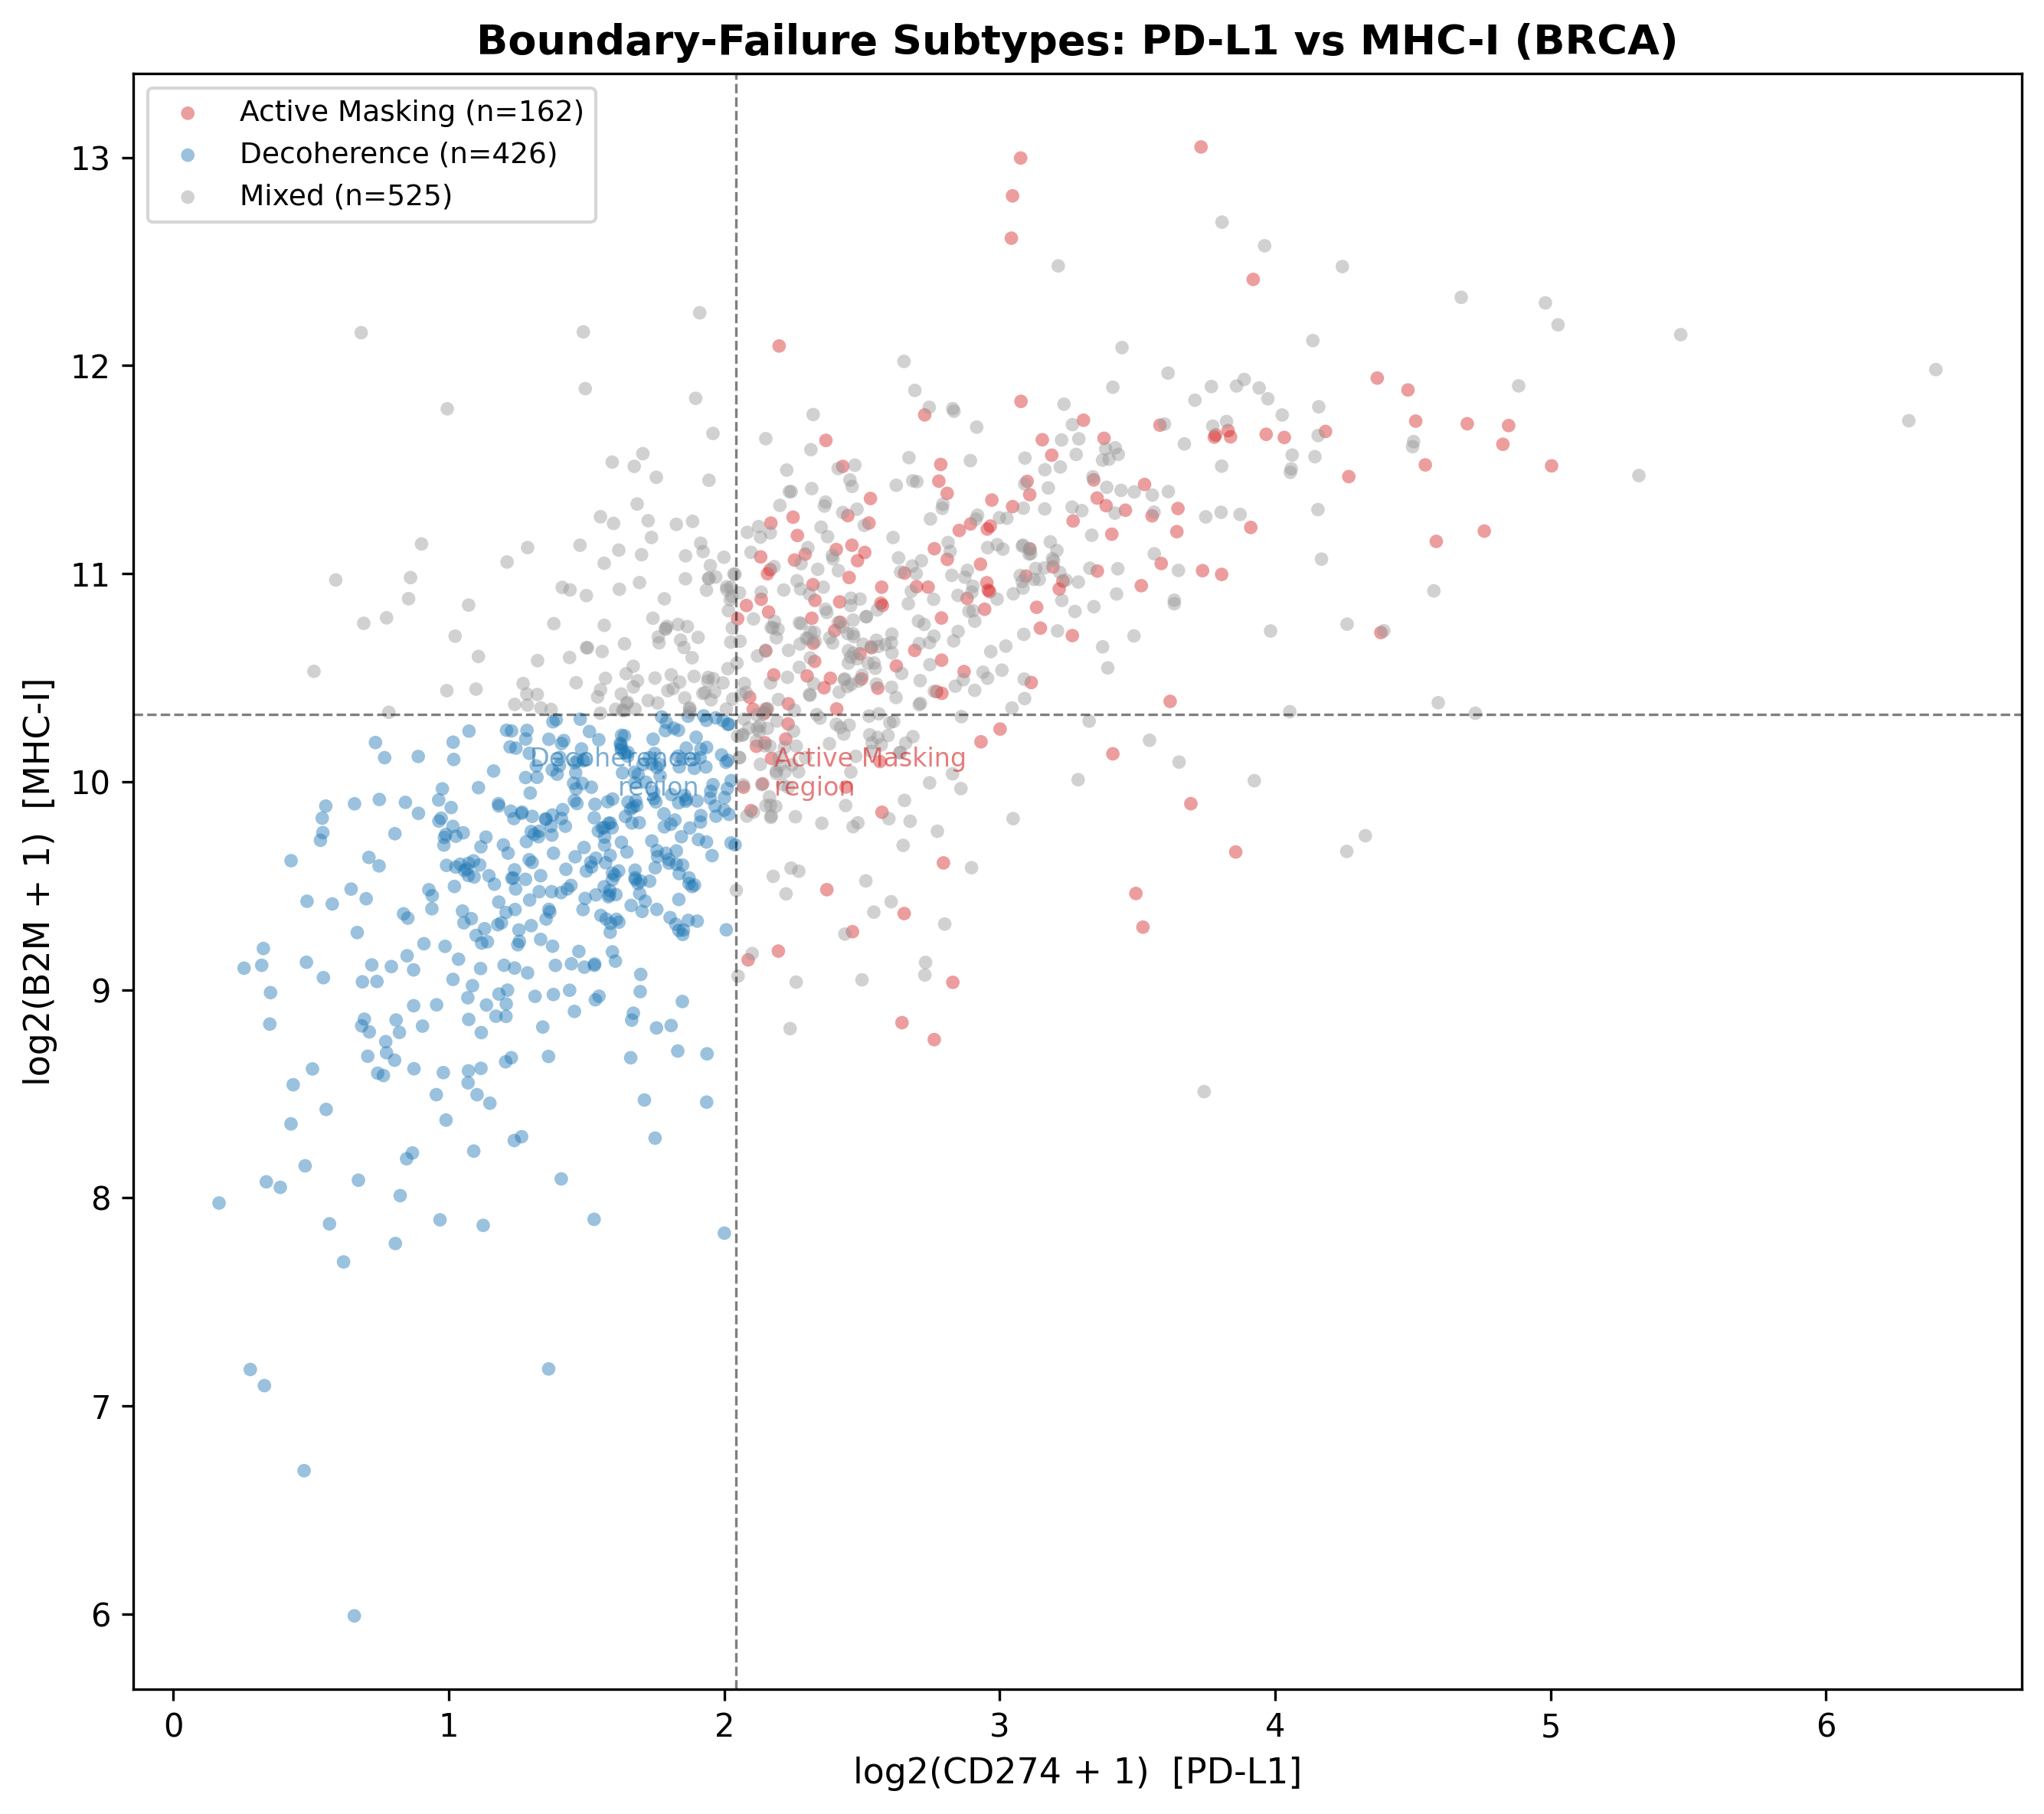 Boundary-Failure Subtypes: PD-L1 vs MHC-I (BRCA)
Active Masking (n=162)
Decoherence (n=426)
Mixed (n=525)
log2(B2M + 1)  [MHC-I]
13
12
11
10
9
8
7
6
Decoherence
region
Active Masking
region
0
1
2
3
4
5
6
log2(CD274 + 1)  [PD-L1]